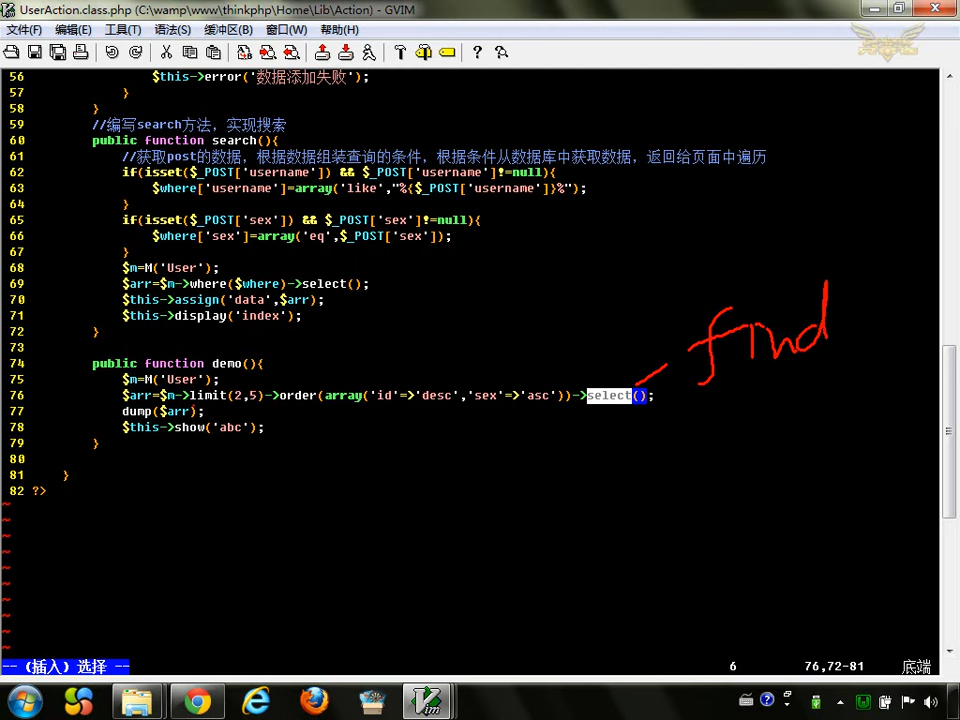 UserAction.class.php (C:\wamp\www\thinkphp\Home\Lib\Action) - GVIM
文件(F) 编辑(E) 工具(T) 语法(S) 缓冲区(B) 窗口(W) 帮助(H)
56 $this->error('数据添加失败');
57 }
58 }
59 //编写search方法，实现搜索
60 public function search(){
61 //获取post的数据，根据数据组装查询的条件，根据条件从数据库中获取数据，返回给页面中遍历
62 if(isset($_POST['username']) && $_POST['username']!=null){
63 $where['username']=array('like',"%{$_POST['username']}%");
64 }
65 if(isset($_POST['sex']) && $_POST['sex']!=null){
66 $where['sex']=array('eq',$_POST['sex']);
67 }
68 $m=M('User');
69 $arr=$m->where($where)->select();
70 $this->assign('data',$arr);
71 $this->display('index');
72 }
73
74 public function demo(){
75 $m=M('User');
76 $arr=$m->limit(2,5)->order(array('id'=>'desc','sex'=>'asc'))->select();
77 dump($arr);
78 $this->show('abc');
79 }
80
81 }
82 ?>
find
~
~
~
~
~
~
~
~
~
~
-- (插入) 选择 -- 6 76,72-81 底端